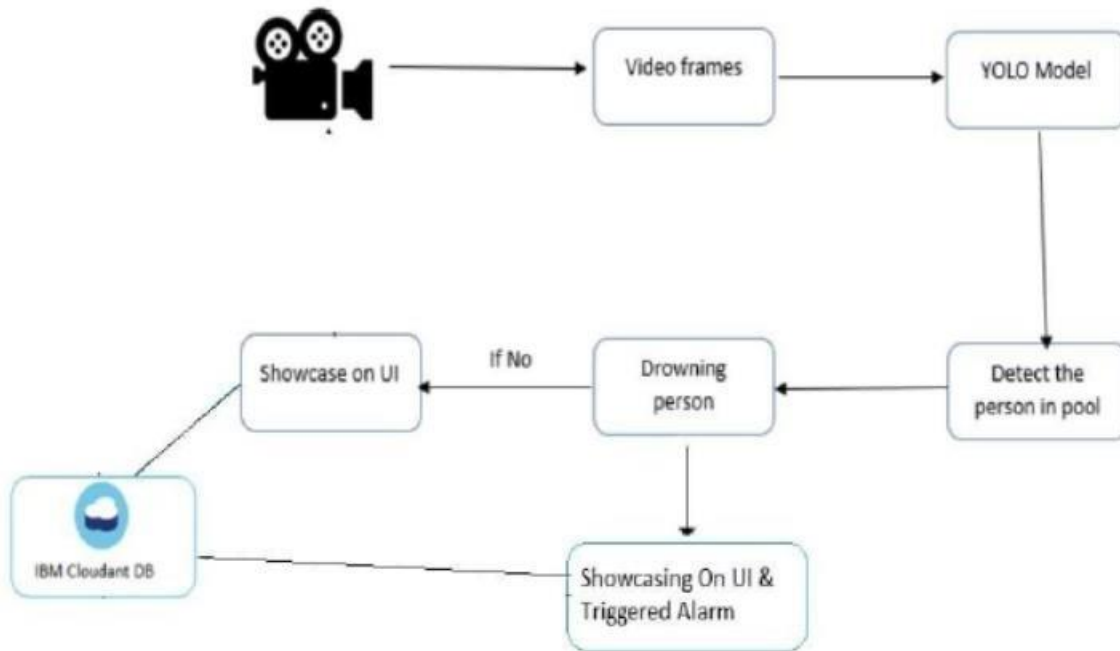 Video frames
YOLO Model
Showcase on UI
If No
Drowning
person
Detect the
person in pool
IBM Cloudant DB
Showcasing On UI &
Triggered Alarm